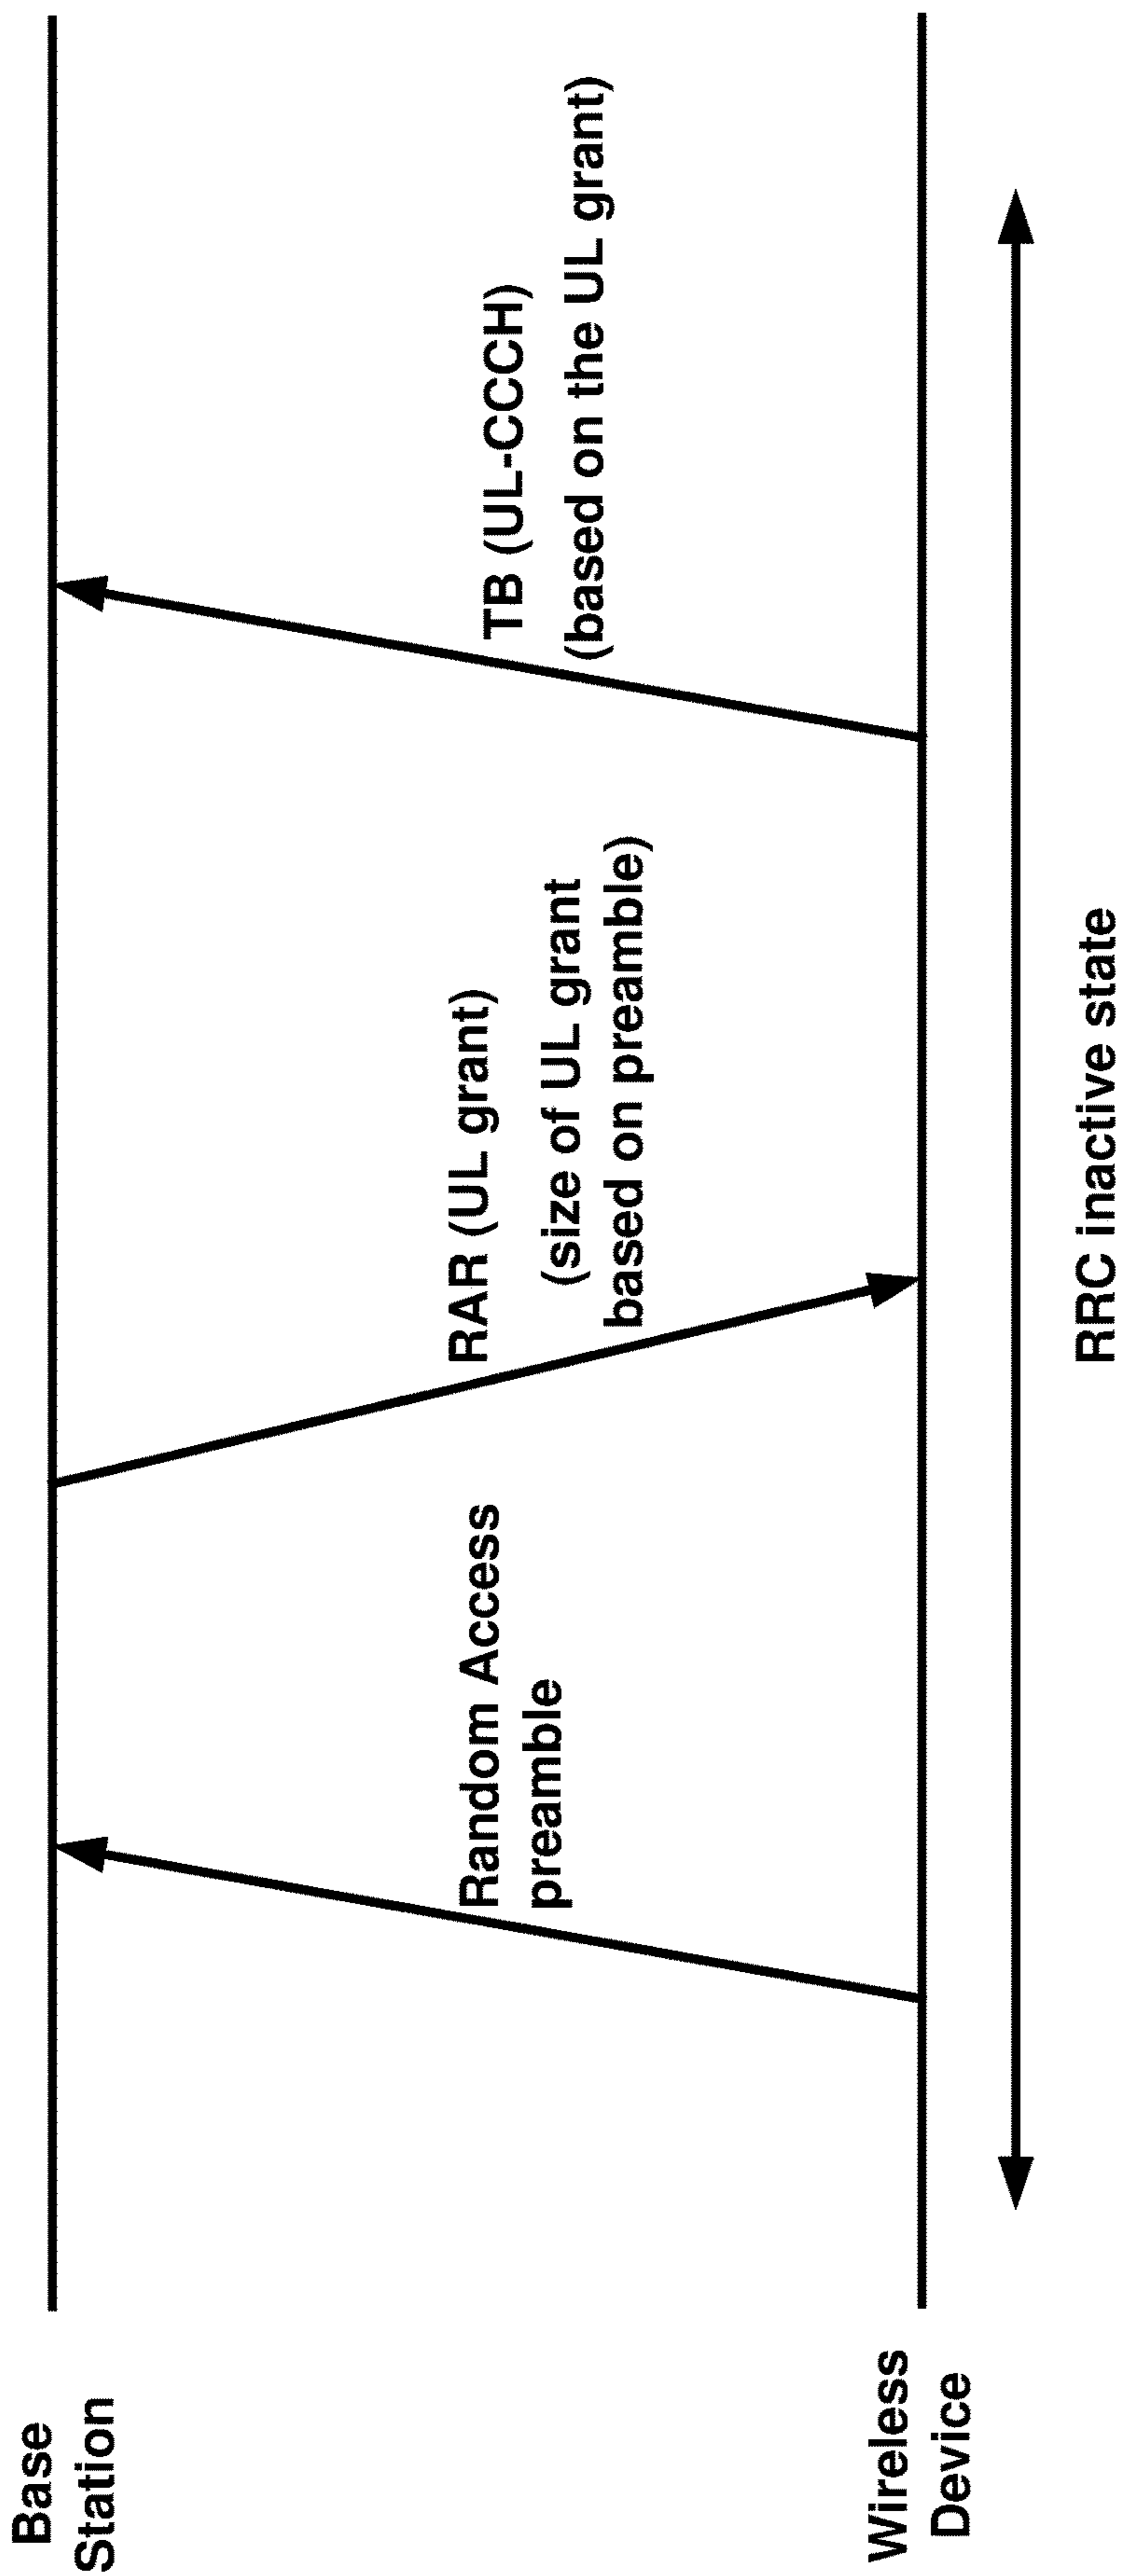 Base
Station
Random Access
preamble
RAR (UL grant)
(size of UL grant
based on preamble)
TB (UL-CCCH)
(based on the UL grant)
Wireless
Device
RRC inactive state